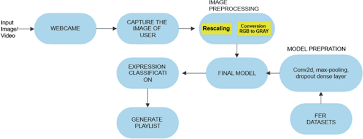 Input
Image/
Video
WEBCAME
CAPTURE THE
IMAGE OF
USER
IMAGE
PREPROCESSING
Rescaling
Conversion
RGB to GRAY
MODEL PREPRATION
Conv2d, max-pooling,
dropout dense layer
EXPRESSION
CLASSIFICATI
ON
FINAL MODEL
GENERATE
PLAYLIST
FER
DATASETS